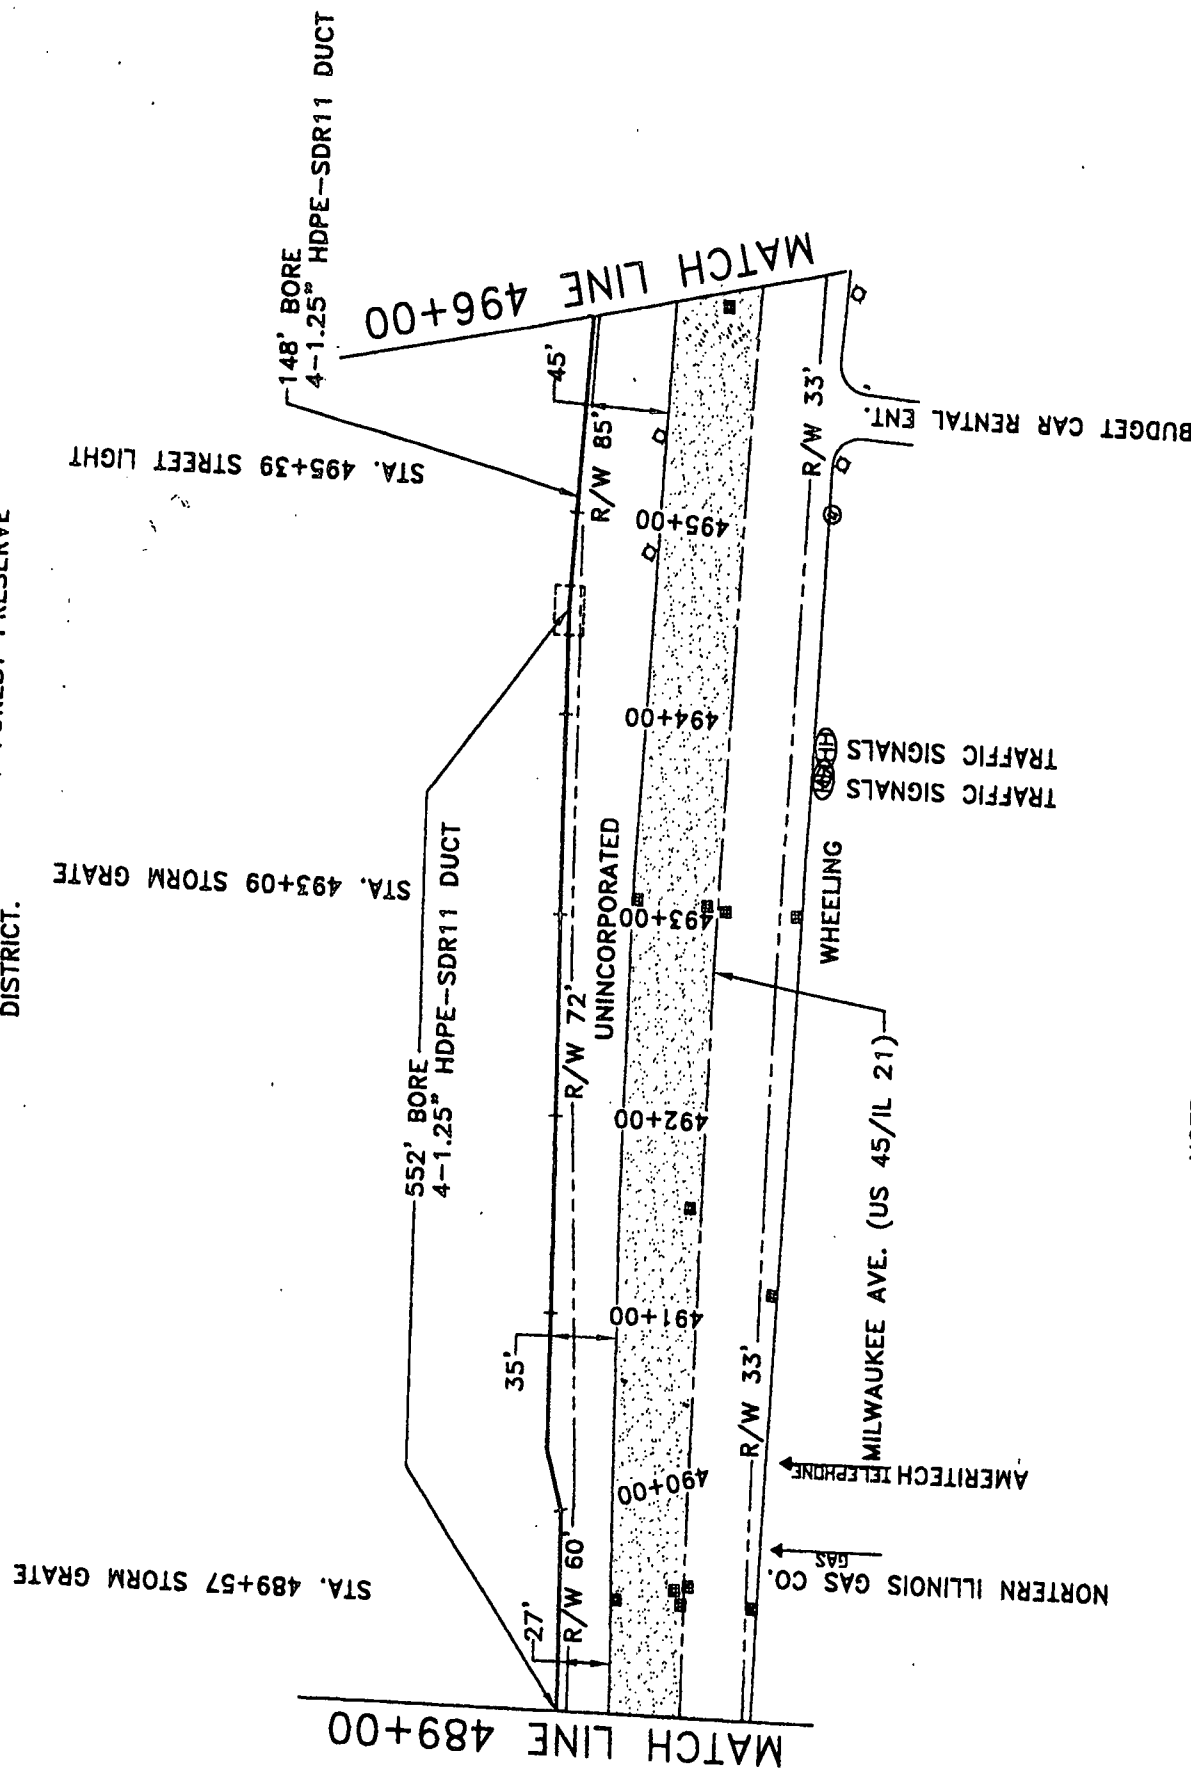 FOREST PRESERVE
DISTRICT.
148' BORE
4-1.25" HDPE-SDR11 DUCT
STA. 495+39 STREET LIGHT
MATCH LINE 496+00
45'
R/W 85'
495+00
R/W 33'
BUDGET CAR RENTAL ENT.
494+00
TRAFFIC SIGNALS
HH
TRAFFIC SIGNALS
STA. 493+09 STORM GRATE
552' BORE
4-1.25" HDPE-SDR11 DUCT
UNINCORPORATED
493+00
WHEELING
R/W 72'
492+00
MILWAUKEE AVE. (US 45/IL 21)
491+00
35'
R/W 33'
490+00
AMERITECH TELEPHONE
STA. 489+57 STORM GRATE
27'
R/W 60'
NORTERN ILLINOIS GAS CO.
GAS
MATCH LINE 489+00